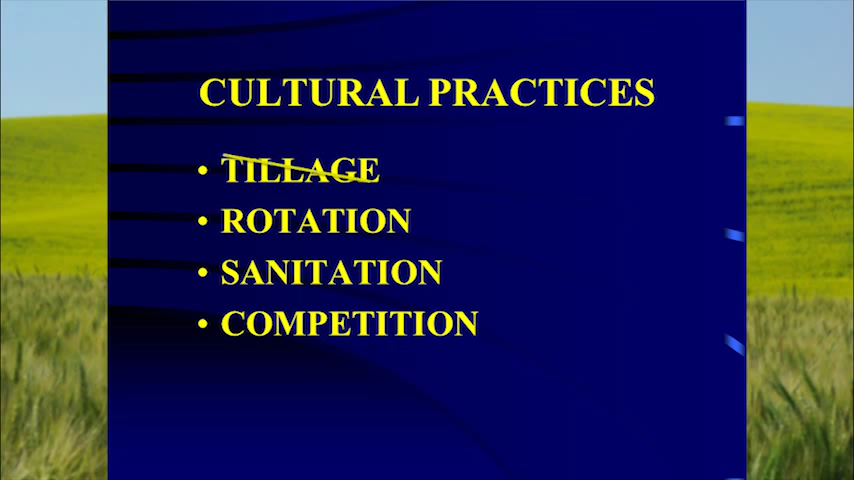 CULTURAL PRACTICES
• TILLAGE
• ROTATION
• SANITATION
• COMPETITION